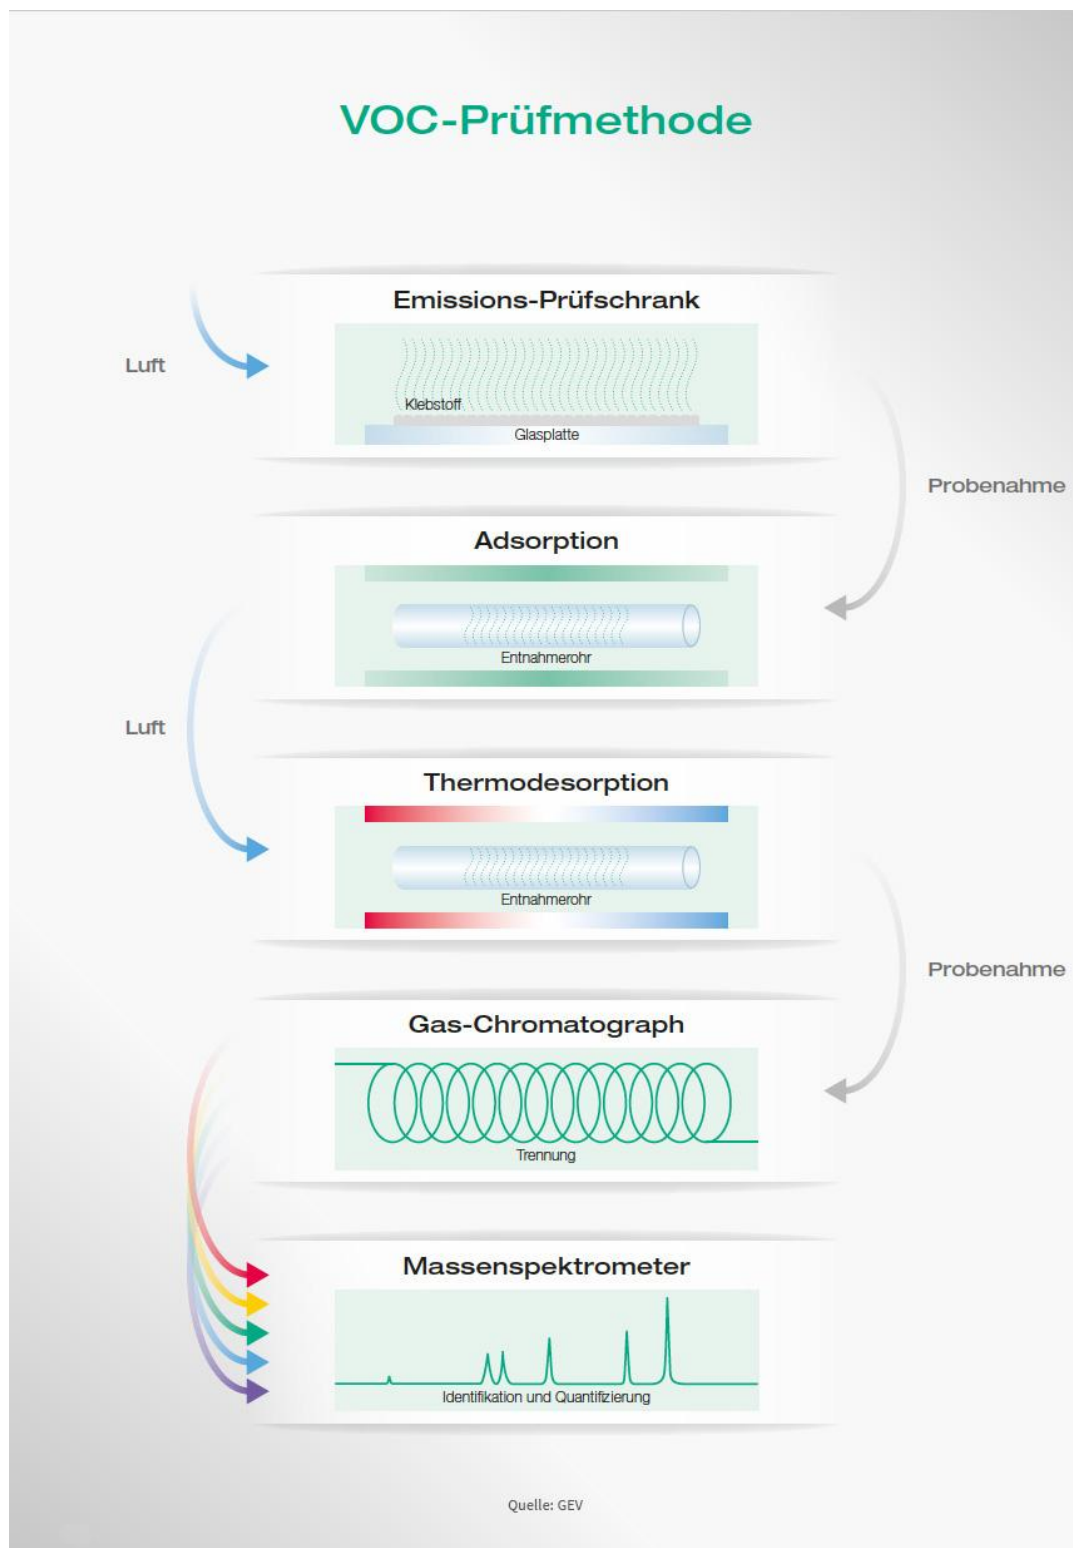 VOC-Prüfmethode
Emissions-Prüfschrank
Luft
Klebstoff
Glasplatte
Probenahme
Adsorption
Entnahmerohr
Luft
Thermodesorption
Entnahmerohr
Probenahme
Gas-Chromatograph
Trennung
Massenspektrometer
Identifikation und Quantifizierung
Quelle: GEV